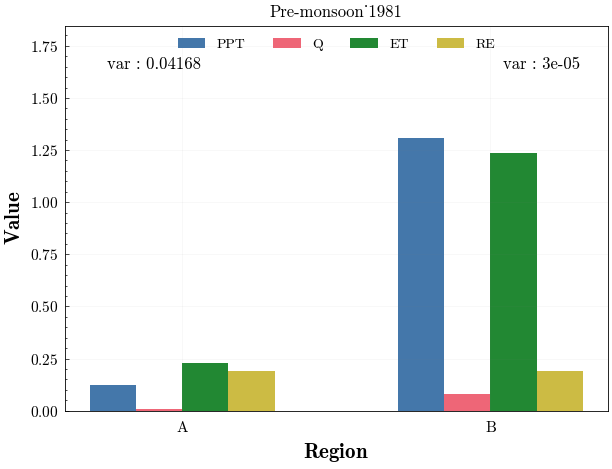 Pre-monsoon˙1981
PPT Q ET RE
var : 0.04168 var : 3e-05
1.75
1.50
1.25
1.00
0.75
0.50
0.25
0.00
Value
A B
Region